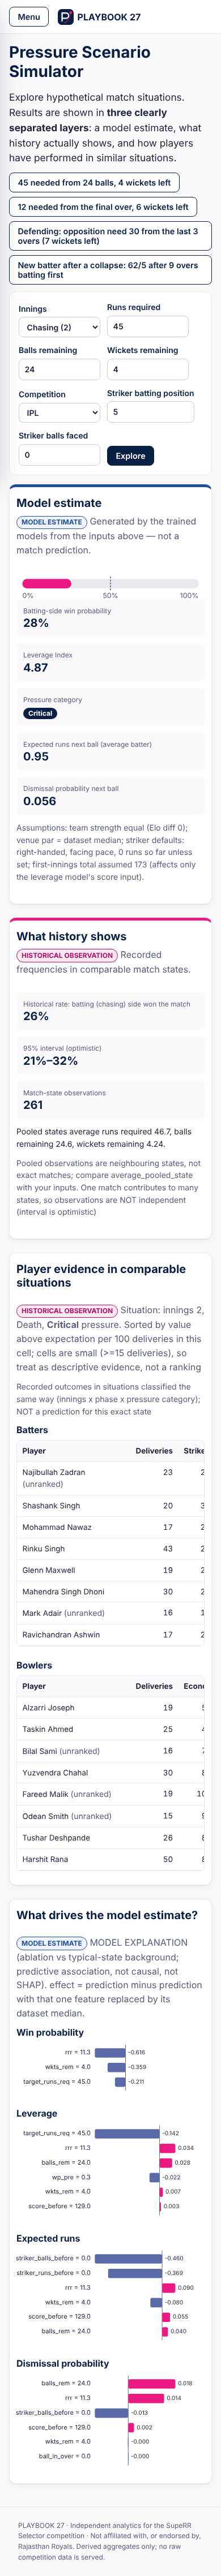 Menu
PLAYBOOK 27
Pressure Scenario
Simulator
Explore hypothetical match situations.
Results are shown in three clearly
separated layers: a model estimate, what
history actually shows, and how players
have performed in similar situations.
45 needed from 24 balls, 4 wickets left
12 needed from the final over, 6 wickets left
Defending: opposition need 30 from the last 3
overs (7 wickets left)
New batter after a collapse: 62/5 after 9 overs
batting first
Innings
Runs required
Chasing (2)
45
Balls remaining
Wickets remaining
24
4
Competition
Striker batting position
IPL
5
Striker balls faced
0
Explore
Model estimate
MODEL ESTIMATE Generated by the trained
models from the inputs above — not a
match prediction.
0%
50%
100%
Batting-side win probability
28%
Leverage Index
4.87
Pressure category
Critical
Expected runs next ball (average batter)
0.95
Dismissal probability next ball
0.056
Assumptions: team strength equal (Elo diff 0);
venue par = dataset median; striker defaults:
right-handed, facing pace, 0 runs so far unless
set; first-innings total assumed 173 (affects only
the leverage model's score input).
What history shows
HISTORICAL OBSERVATION Recorded
frequencies in comparable match states.
Historical rate: batting (chasing) side won the match
26%
95% interval (optimistic)
21%–32%
Match-state observations
261
Pooled states average runs required 46.7, balls
remaining 24.6, wickets remaining 4.24.
Pooled observations are neighbouring states, not
exact matches; compare average_pooled_state
with your inputs. One match contributes to many
states, so observations are NOT independent
(interval is optimistic)
Player evidence in comparable
situations
HISTORICAL OBSERVATION Situation: innings 2,
Death, Critical pressure. Sorted by value
above expectation per 100 deliveries in this
cell; cells are small (>=15 deliveries), so
treat as descriptive evidence, not a ranking
Recorded outcomes in situations classified the
same way (innings x phase x pressure category);
NOT a prediction for this exact state
Batters
Player Deliveries Strike
Najibullah Zadran 23 2
(unranked)
Shashank Singh 20 3
Mohammad Nawaz 17 2
Rinku Singh 43 2
Glenn Maxwell 19 2
Mahendra Singh Dhoni 30 2
Mark Adair (unranked) 16 1
Ravichandran Ashwin 17 2
Bowlers
Player Deliveries Econo
Alzarri Joseph 19
Taskin Ahmed 25
Bilal Sami (unranked) 16
Yuzvendra Chahal 30
Fareed Malik (unranked) 19 10
Odean Smith (unranked) 15
Tushar Deshpande 26
Harshit Rana 50
What drives the model estimate?
MODEL ESTIMATE MODEL EXPLANATION
(ablation vs typical-state background;
predictive association, not causal, not
SHAP). effect = prediction minus prediction
with that one feature replaced by its
dataset median.
Win probability
rrr = 11.3 -0.616
wkts_rem = 4.0 -0.359
target_runs_req = 45.0 -0.211
Leverage
target_runs_req = 45.0 -0.142
rrr = 11.3 0.034
balls_rem = 24.0 0.028
wp_pre = 0.3 -0.022
wkts_rem = 4.0 0.007
score_before = 129.0 0.003
Expected runs
striker_balls_before = 0.0 -0.460
striker_runs_before = 0.0 -0.369
rrr = 11.3 0.090
wkts_rem = 4.0 -0.080
score_before = 129.0 0.055
balls_rem = 24.0 0.040
Dismissal probability
balls_rem = 24.0 0.018
rrr = 11.3 0.014
striker_balls_before = 0.0 -0.013
score_before = 129.0 0.002
wkts_rem = 4.0 -0.000
ball_in_over = 0.0 -0.000
PLAYBOOK 27 · Independent analytics for the SupeRR
Selector competition · Not affiliated with, or endorsed by,
Rajasthan Royals. Derived aggregates only; no raw
competition data is served.